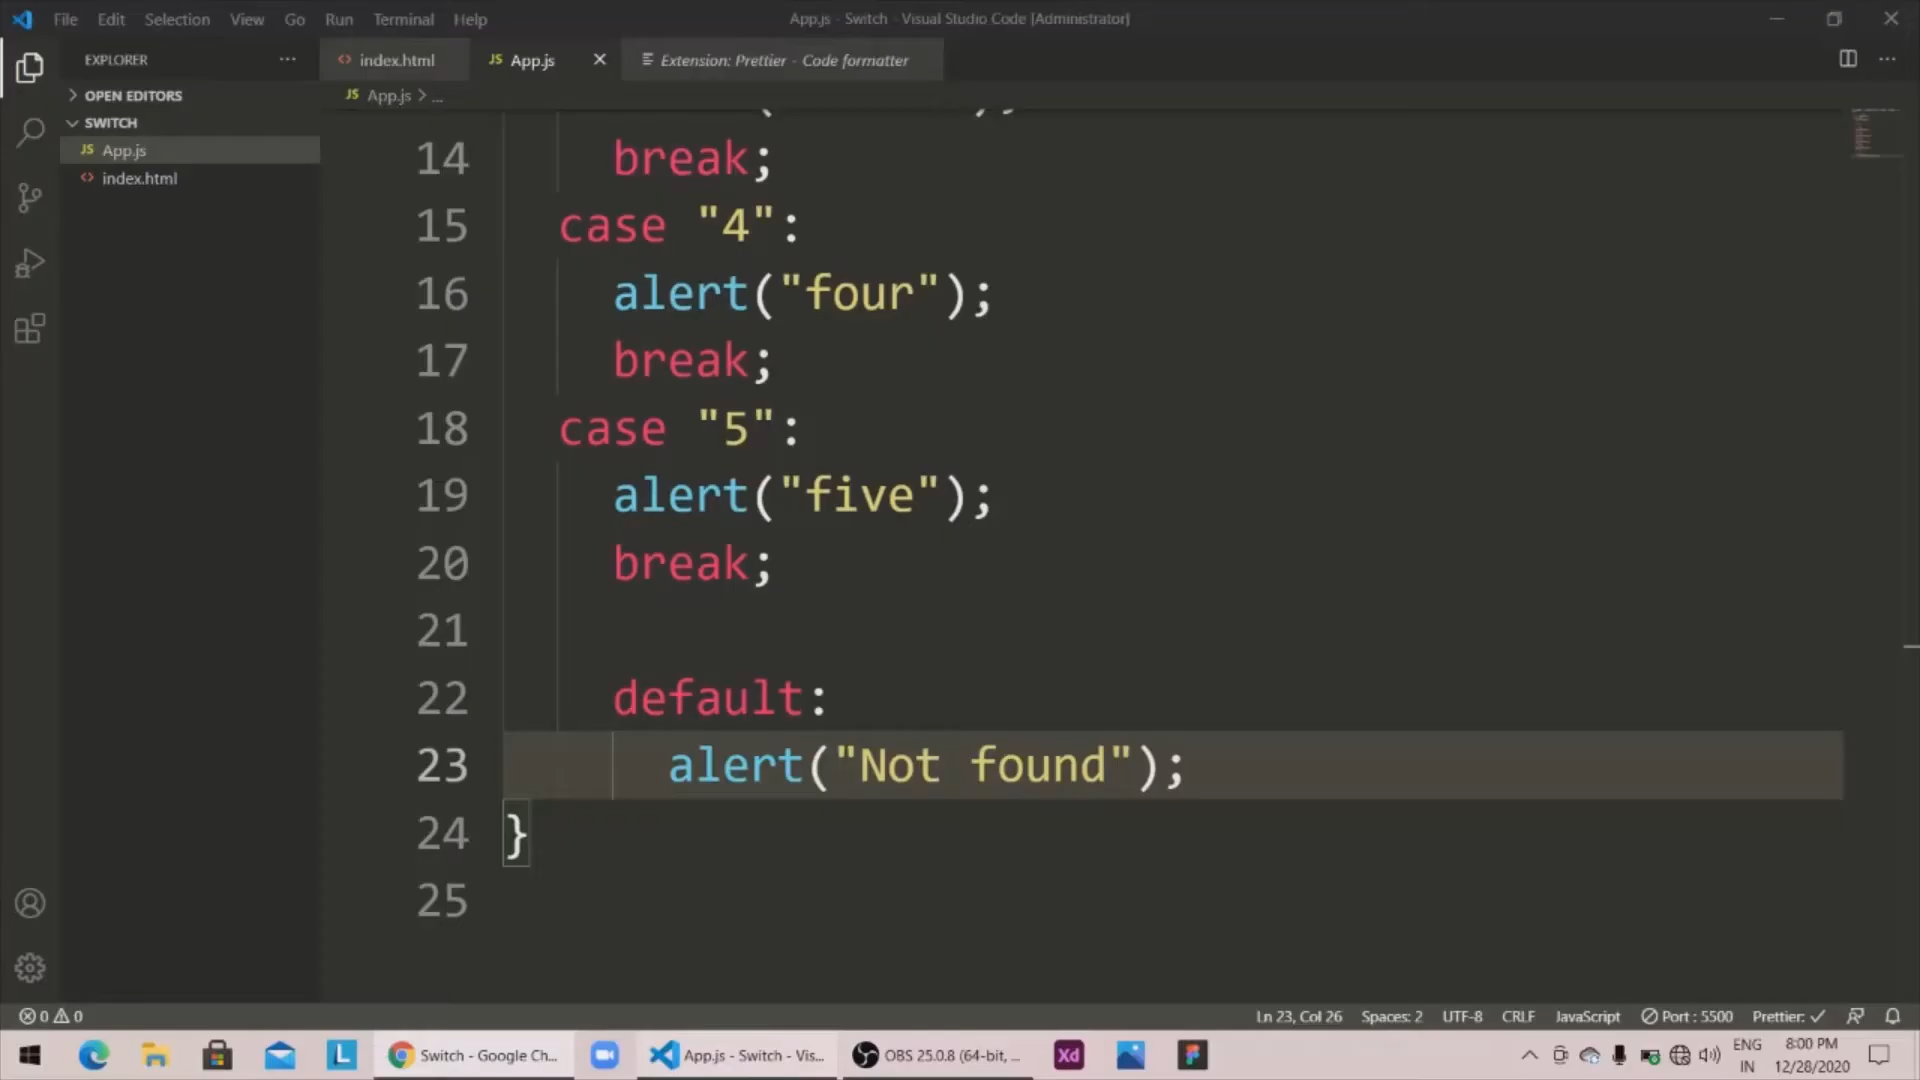 File Edit Selection View Go Run Terminal Help
App.js - Switch - Visual Studio Code [Administrator]
EXPLORER
index.html
JS App.js
Extension: Prettier - Code formatter
OPEN EDITORS
JS App.js > ...
SWITCH
JS App.js
index.html
14 break;
15 case "4":
16 alert("four");
17 break;
18 case "5":
19 alert("five");
20 break;
21
22 default:
23 alert("Not found");
24 }
25
0 0
Ln 23, Col 26 Spaces: 2 UTF-8 CRLF JavaScript Port : 5500 Prettier: ✓
L
Switch - Google Ch...
App.js - Switch - Vis...
OBS 25.0.8 (64-bit, ...
Xd
ENG
IN
8:00 PM
12/28/2020